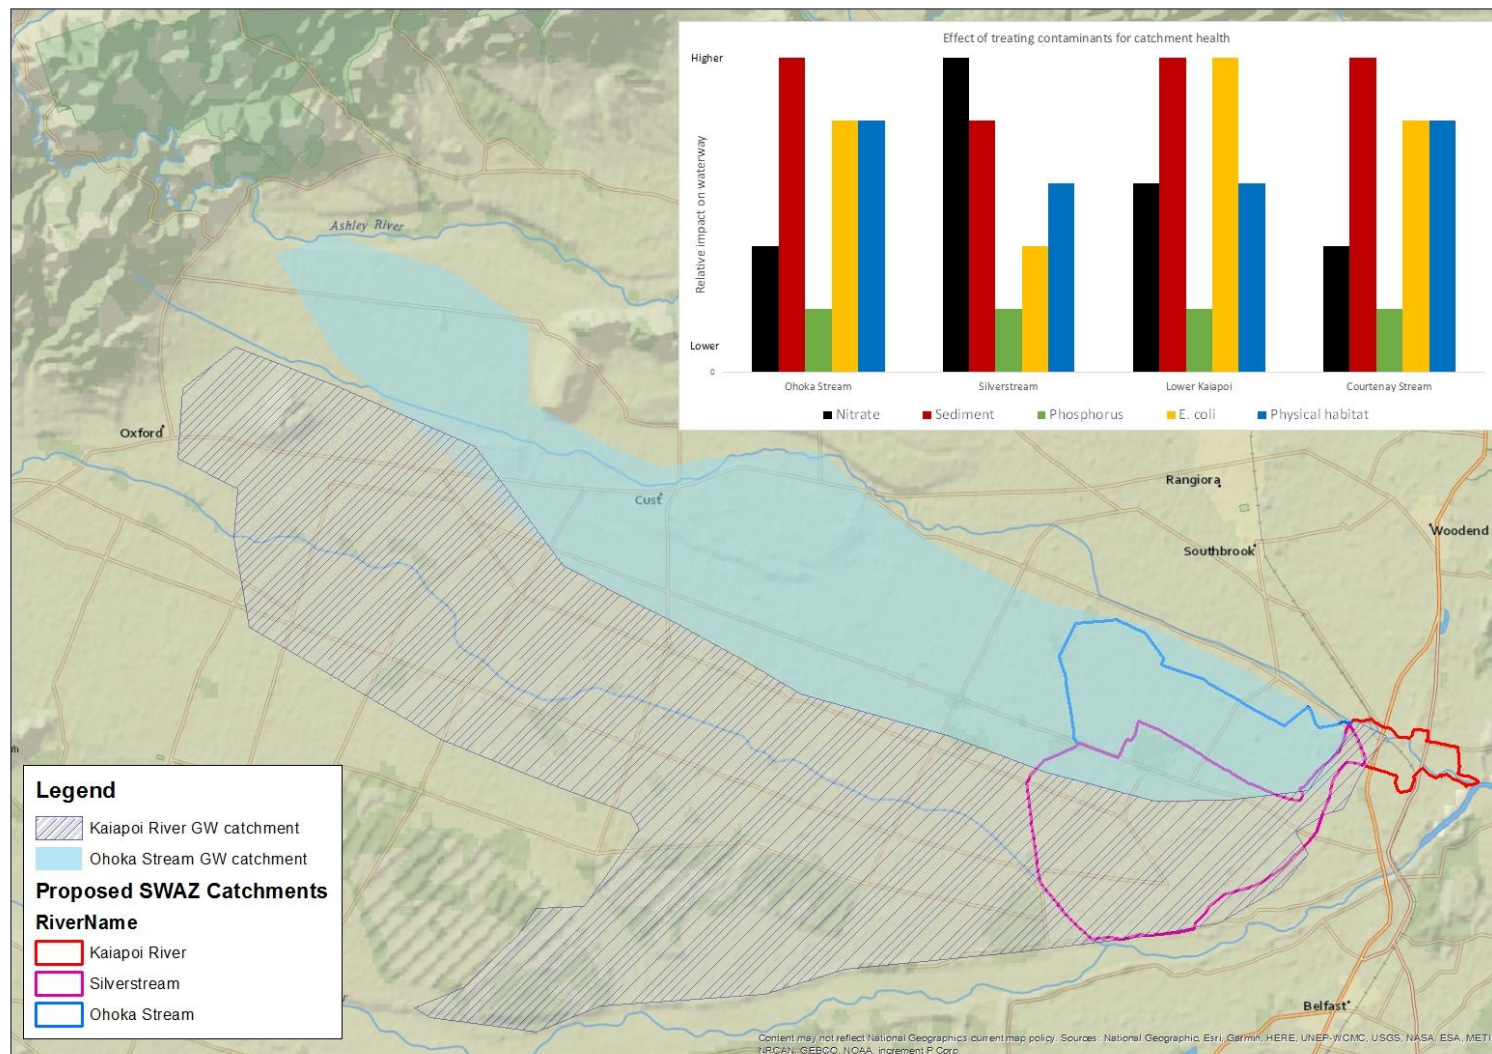 Effect of treating contaminants for catchment health
Higher
Relative impact on waterway
Lower
0
Ohoka Stream Silverstream Lower Kaiapoi Courtenay Stream
Nitrate Sediment Phosphorus E. coli Physical habitat
Ashley River
Oxford
Cust
Rangiora
Woodend
Southbrook
Belfast
Legend
Kaiapoi River GW catchment
Ohoka Stream GW catchment
Proposed SWAZ Catchments
RiverName
Kaiapoi River
Silverstream
Ohoka Stream
Content may not reflect National Geographic's current map policy. Sources: National Geographic, Esri, Garmin, HERE, UNEP-WCMC, USGS, NASA, ESA, METI,
NRCAN, GEBCO, NOAA, increment P Corp.